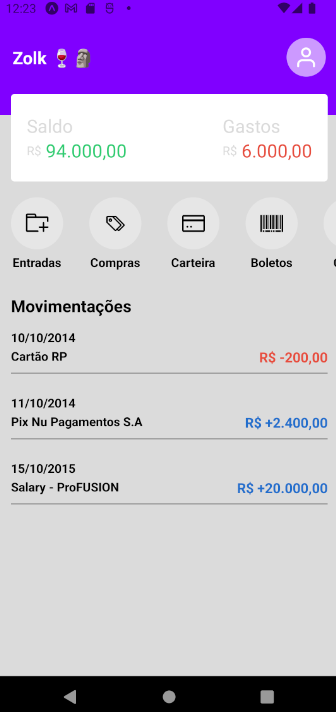 12:23
Zolk 🍷🗿
Saldo Gastos
R$ 94.000,00 R$ 6.000,00
Entradas Compras Carteira Boletos
Movimentações
10/10/2014
Cartão RP R$ -200,00
11/10/2014
Pix Nu Pagamentos S.A R$ +2.400,00
15/10/2015
Salary - ProFUSION R$ +20.000,00